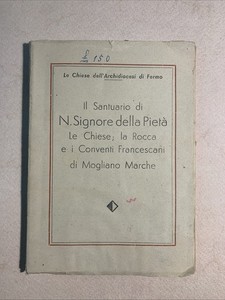 £ 150
Le Chiese dell'Archidiocesi di Fermo
Il Santuario di
N. Signore della Pietà
Le Chiese; la Rocca
e i Conventi Francescani
di Mogliano Marche